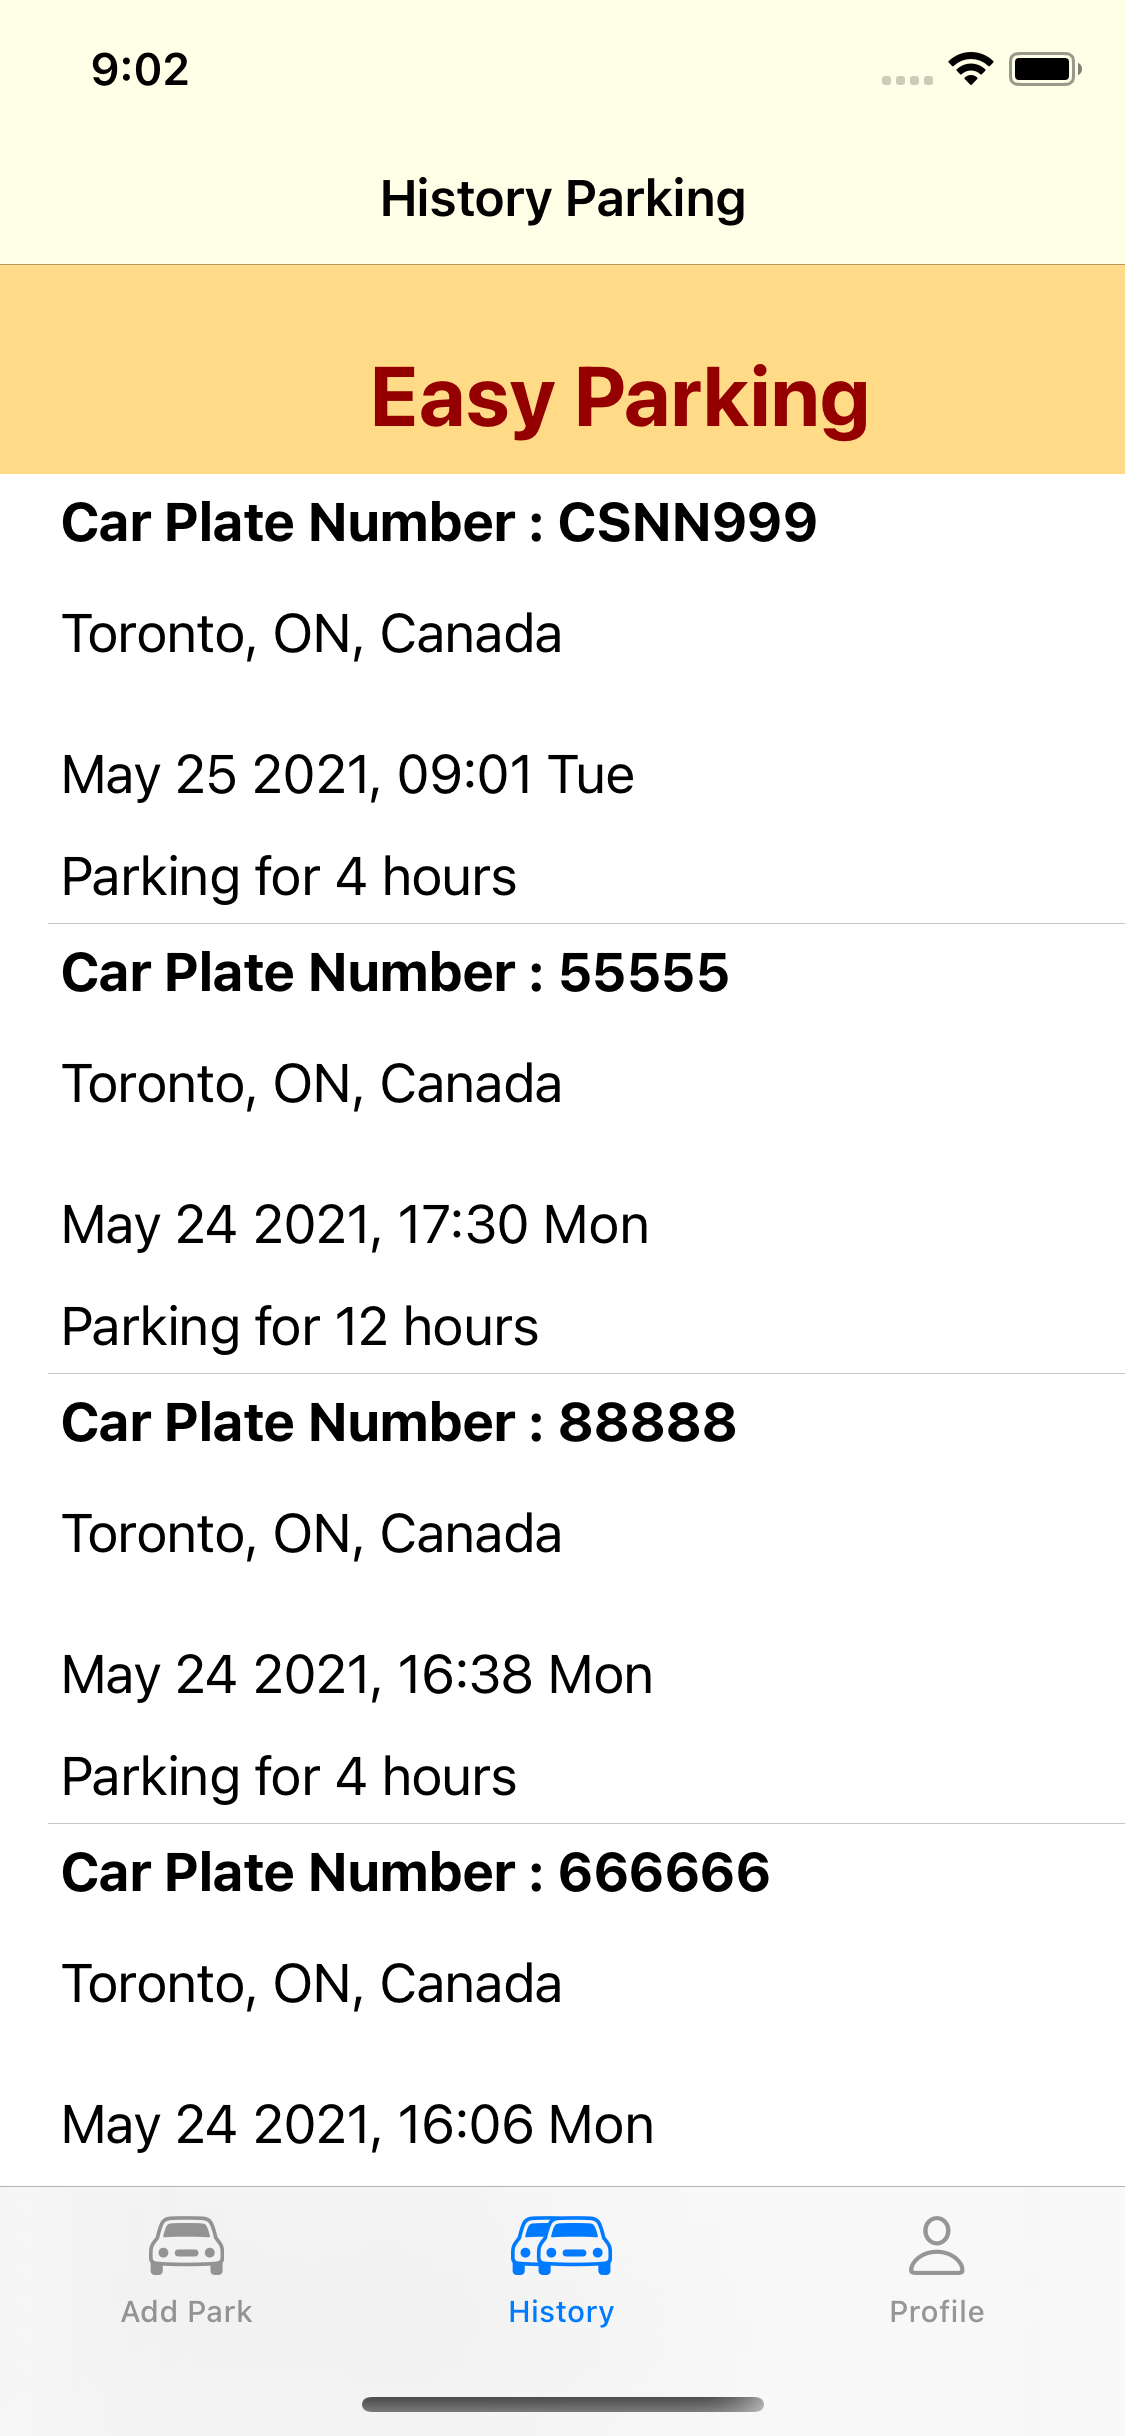 9:02
History Parking
Easy Parking
Car Plate Number : CSNN999
Toronto, ON, Canada
May 25 2021, 09:01 Tue
Parking for 4 hours
Car Plate Number : 55555
Toronto, ON, Canada
May 24 2021, 17:30 Mon
Parking for 12 hours
Car Plate Number : 88888
Toronto, ON, Canada
May 24 2021, 16:38 Mon
Parking for 4 hours
Car Plate Number : 666666
Toronto, ON, Canada
May 24 2021, 16:06 Mon
Add Park
History
Profile